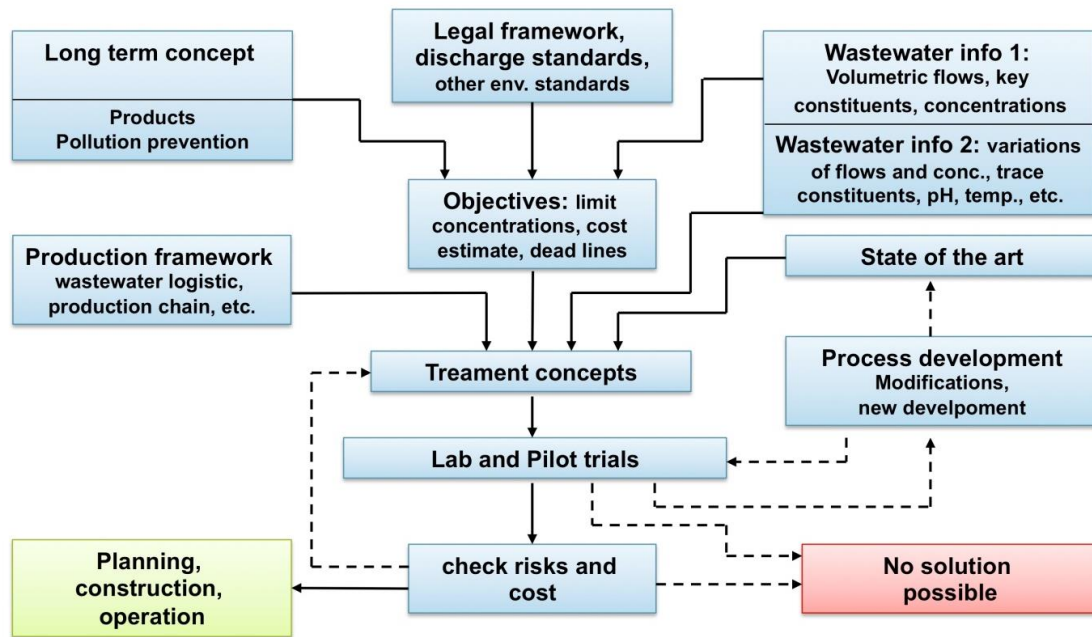 Long term concept
Products
Pollution prevention
Legal framework,
discharge standards,
other env. standards
Wastewater info 1:
Volumetric flows, key
constituents, concentrations
Wastewater info 2: variations
of flows and conc., trace
constituents, pH, temp., etc.
Objectives: limit
concentrations, cost
estimate, dead lines
Production framework
wastewater logistic,
production chain, etc.
State of the art
Treament concepts
Process development
Modifications,
new develpoment
Lab and Pilot trials
Planning,
construction,
operation
check risks and
cost
No solution
possible